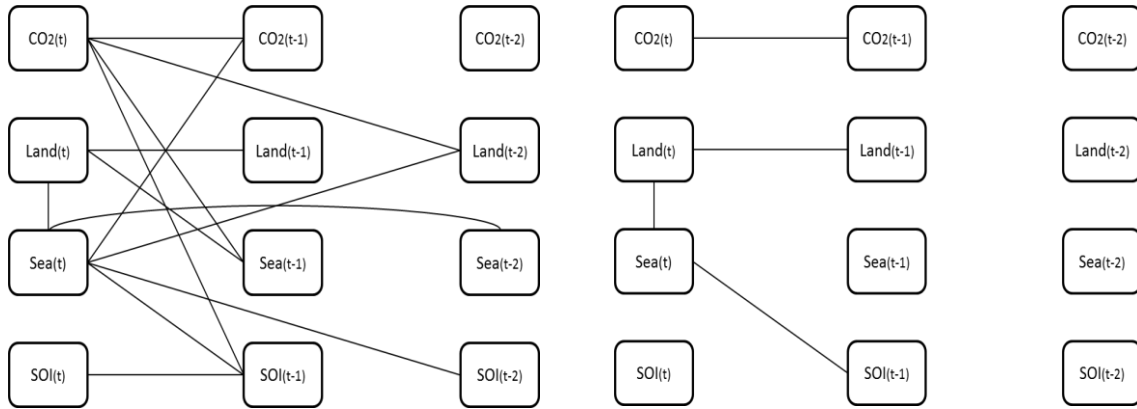 CO2(t) CO2(t-1) CO2(t-2) CO2(t) CO2(t-1) CO2(t-2)
Land(t) Land(t-1) Land(t-2) Land(t) Land(t-1) Land(t-2)
Sea(t) Sea(t-1) Sea(t-2) Sea(t) Sea(t-1) Sea(t-2)
SOI(t) SOI(t-1) SOI(t-2) SOI(t) SOI(t-1) SOI(t-2)